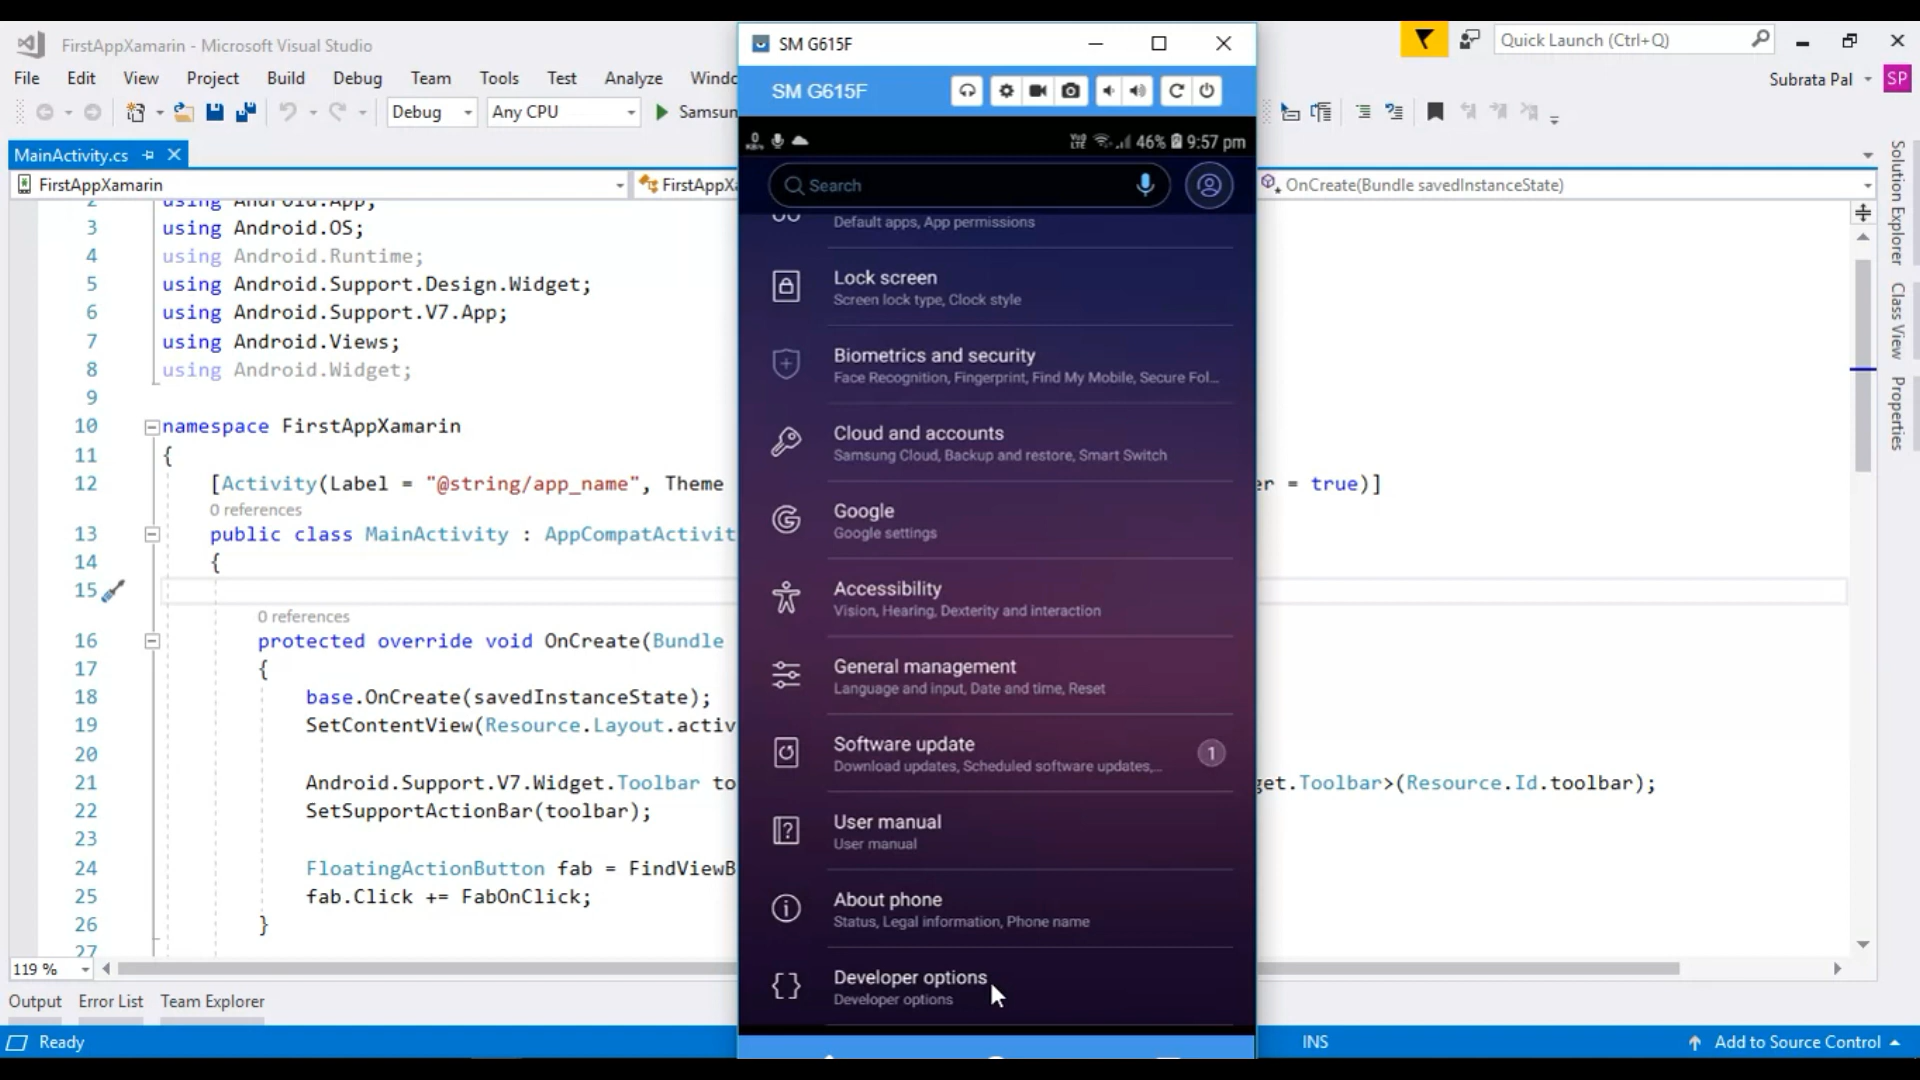 FirstAppXamarin - Microsoft Visual Studio
Quick Launch (Ctrl+Q)
File Edit View Project Build Debug Team Tools Test Analyze Windo
Subrata Pal SP
Debug Any CPU Samsun
MainActivity.cs
FirstAppXamarin FirstAppXa OnCreate(Bundle savedInstanceState)
2 using Android.App;
3 using Android.OS;
4 using Android.Runtime;
5 using Android.Support.Design.Widget;
6 using Android.Support.V7.App;
7 using Android.Views;
8 using Android.Widget;
9
10 namespace FirstAppXamarin
11 {
12 [Activity(Label = "@string/app_name", Theme er = true)]
0 references
13 public class MainActivity : AppCompatActivit
14 {
15
0 references
16 protected override void OnCreate(Bundle
17 {
18 base.OnCreate(savedInstanceState);
19 SetContentView(Resource.Layout.activ
20
21 Android.Support.V7.Widget.Toolbar to get.Toolbar>(Resource.Id.toolbar);
22 SetSupportActionBar(toolbar);
23
24 FloatingActionButton fab = FindViewB
25 fab.Click += FabOnClick;
26 }
27
119 %
Output Error List Team Explorer
Ready INS Add to Source Control
Solution Explorer
Class View
Properties
SM G615F
SM G615F
46% 9:57 pm
Search
Default apps, App permissions
Lock screen
Screen lock type, Clock style
Biometrics and security
Face Recognition, Fingerprint, Find My Mobile, Secure Fol...
Cloud and accounts
Samsung Cloud, Backup and restore, Smart Switch
Google
Google settings
Accessibility
Vision, Hearing, Dexterity and interaction
General management
Language and input, Date and time, Reset
Software update
Download updates, Scheduled software updates,...
1
User manual
User manual
About phone
Status, Legal information, Phone name
Developer options
Developer options